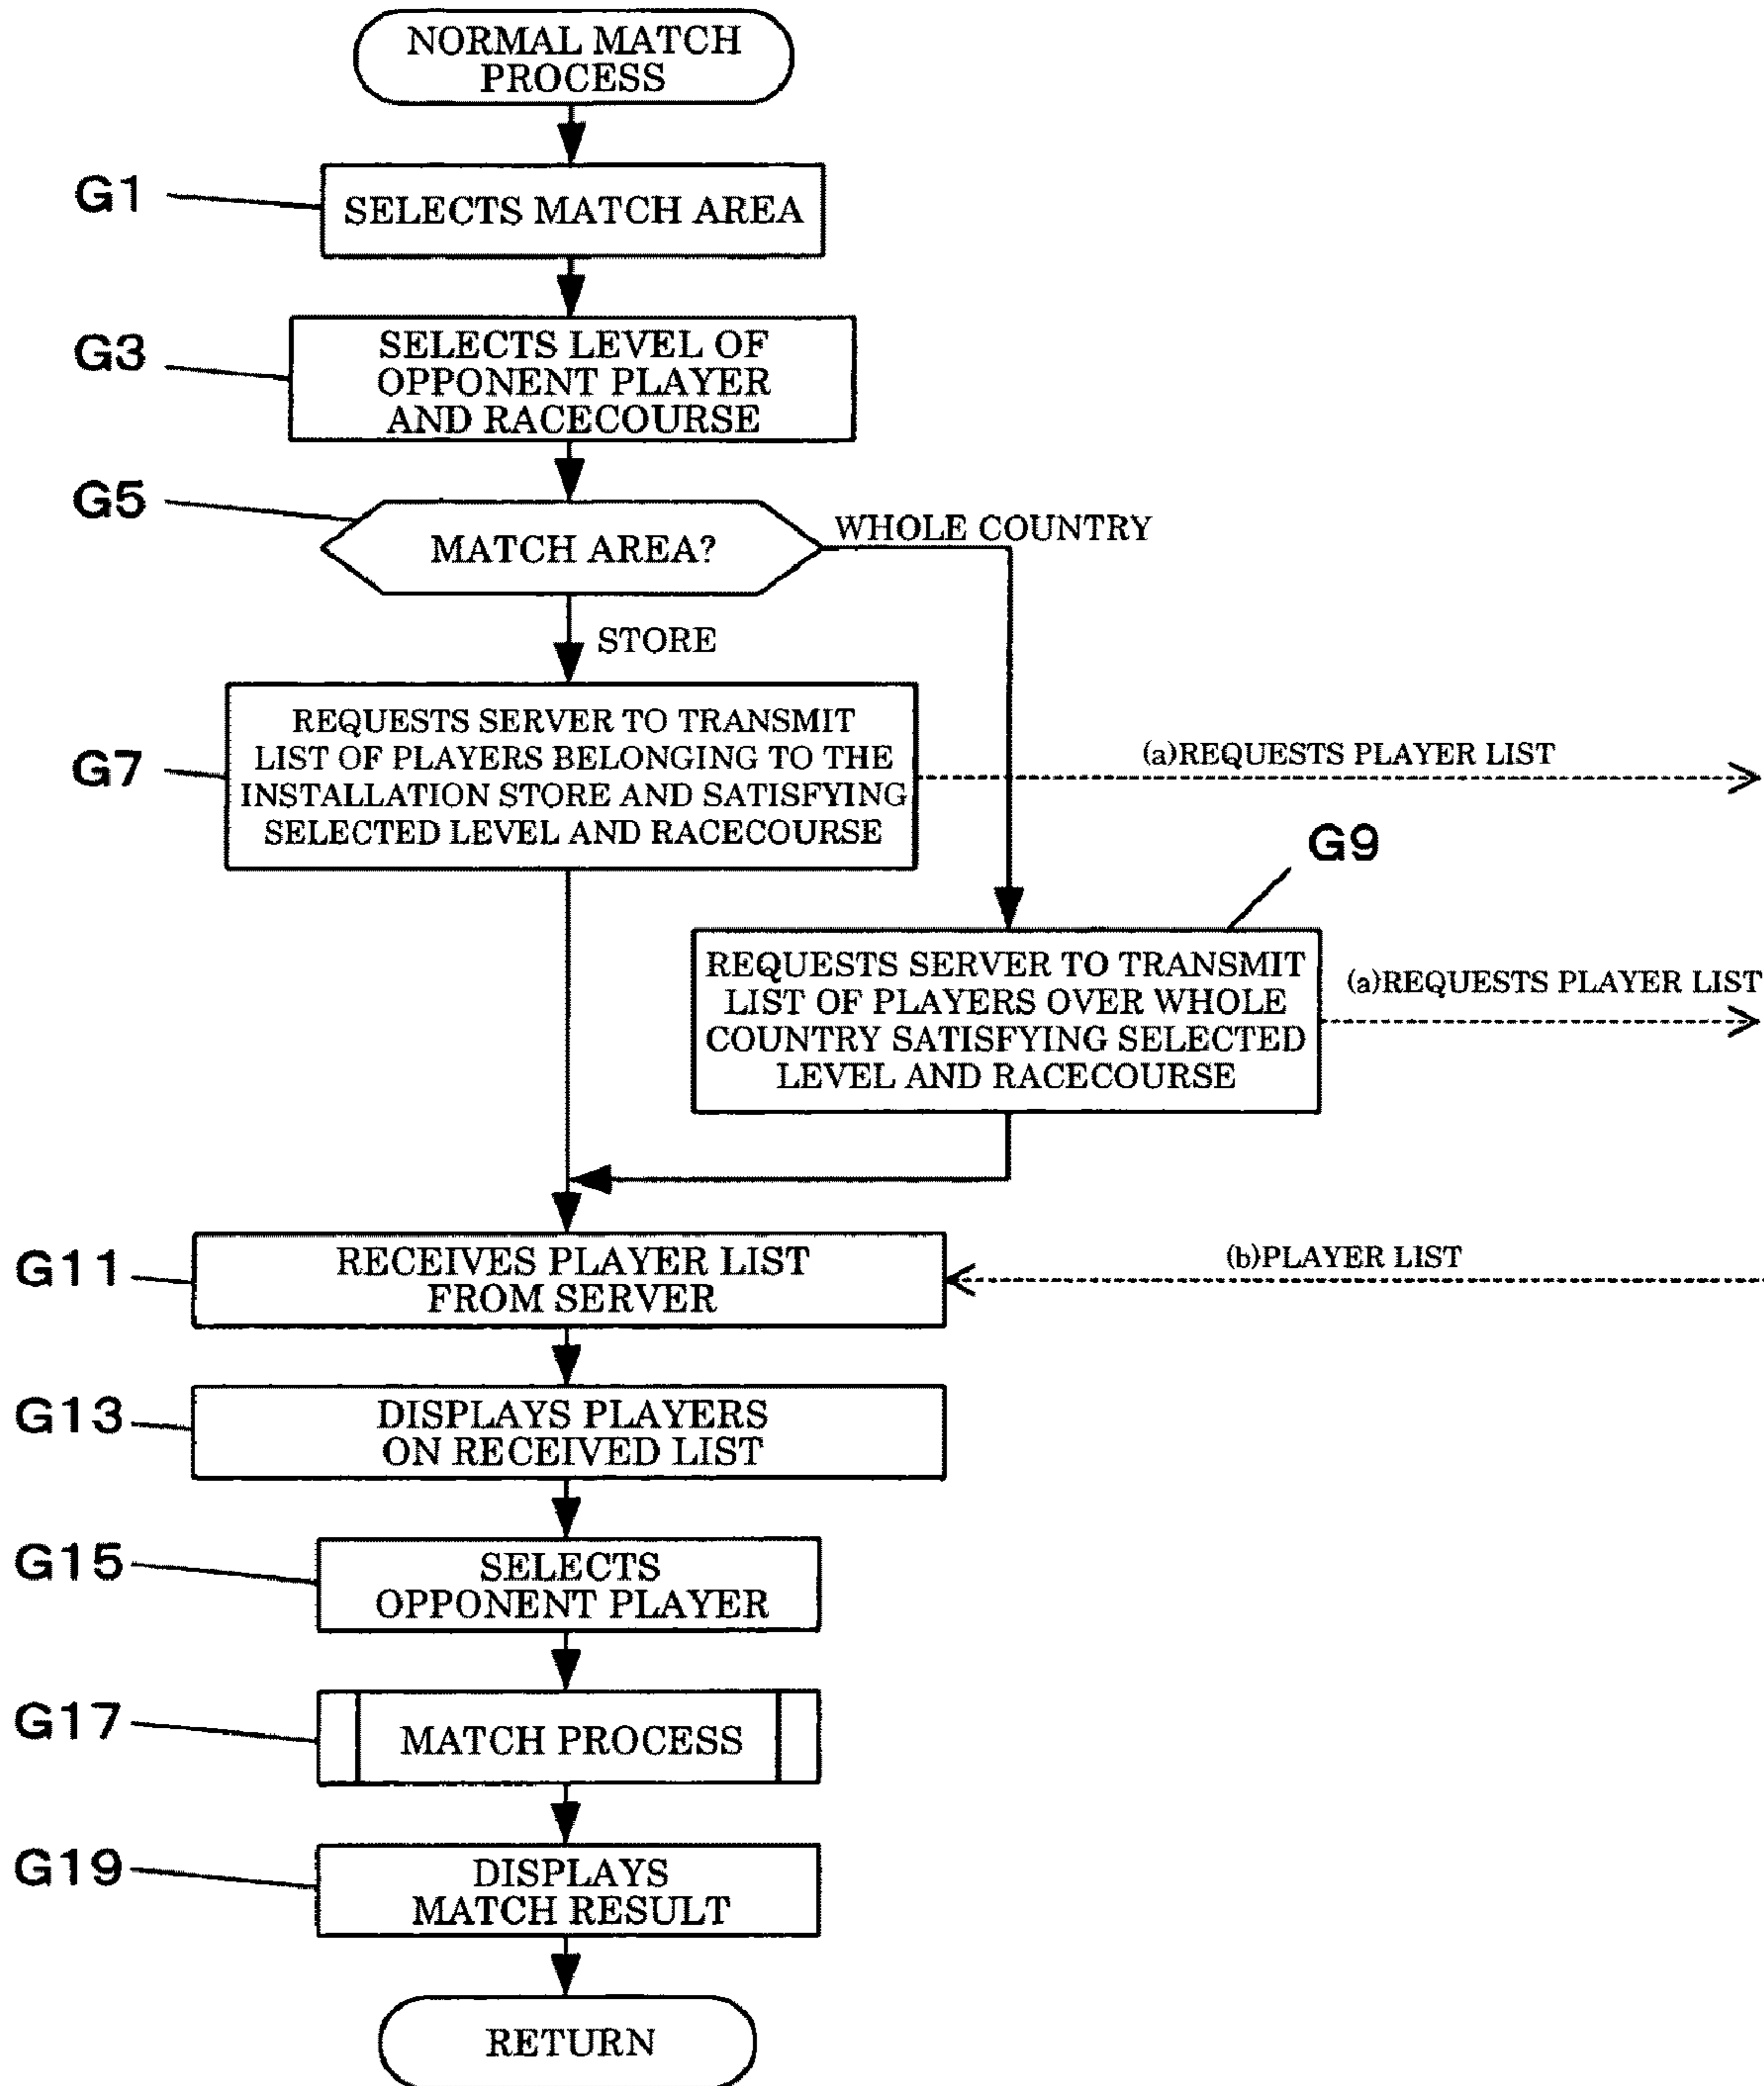 NORMAL MATCH
PROCESS
G1
SELECTS MATCH AREA
G3
SELECTS LEVEL OF
OPPONENT PLAYER
AND RACECOURSE
G5
MATCH AREA?
WHOLE COUNTRY
STORE
G7
REQUESTS SERVER TO TRANSMIT
LIST OF PLAYERS BELONGING TO THE
INSTALLATION STORE AND SATISFYING
SELECTED LEVEL AND RACECOURSE
(a)REQUESTS PLAYER LIST
G9
REQUESTS SERVER TO TRANSMIT
LIST OF PLAYERS OVER WHOLE
COUNTRY SATISFYING SELECTED
LEVEL AND RACECOURSE
(a)REQUESTS PLAYER LIST
G11
RECEIVES PLAYER LIST
FROM SERVER
(b)PLAYER LIST
G13
DISPLAYS PLAYERS
ON RECEIVED LIST
G15
SELECTS
OPPONENT PLAYER
G17
MATCH PROCESS
G19
DISPLAYS
MATCH RESULT
RETURN